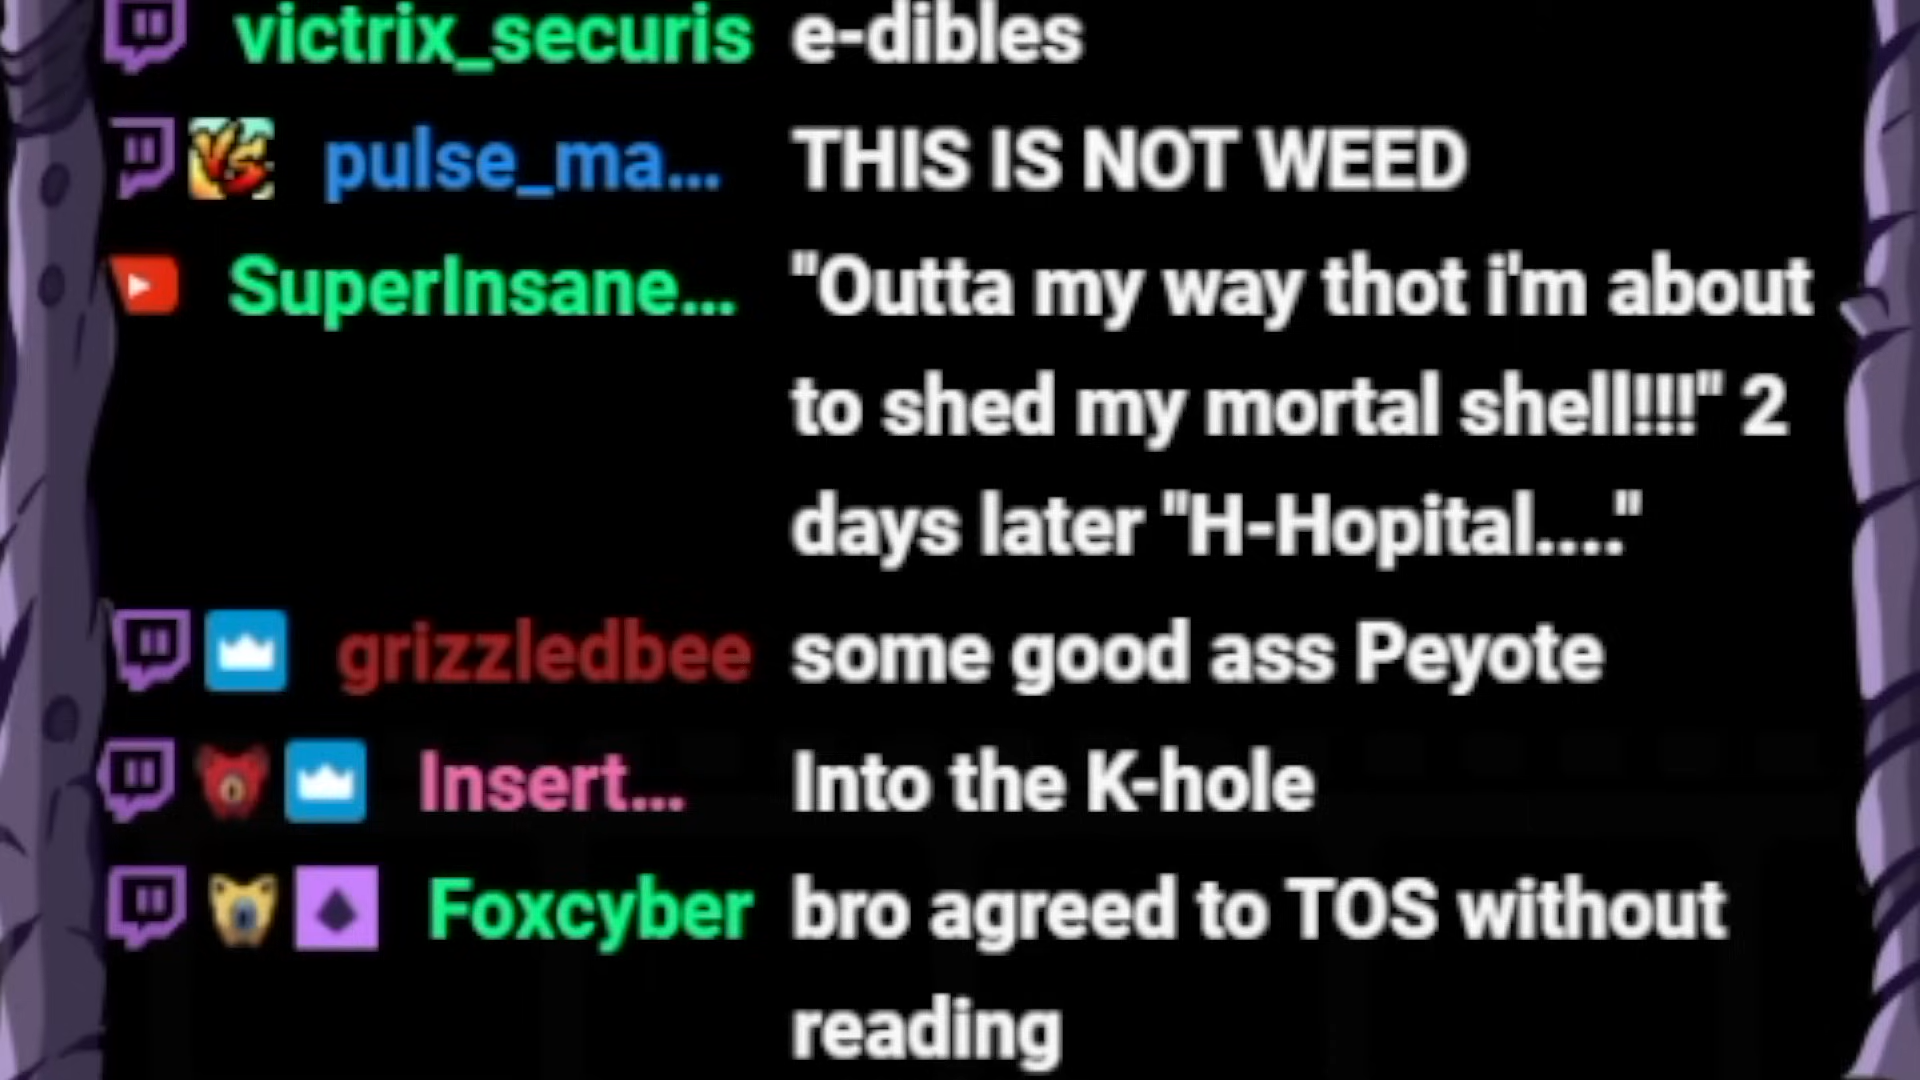 victrix_securis e-dibles
pulse_ma... THIS IS NOT WEED
SuperInsane... "Outta my way thot i'm about
to shed my mortal shell!!!" 2
days later "H-Hopital...."
grizzledbee some good ass Peyote
Insert... Into the K-hole
Foxcyber bro agreed to TOS without
reading